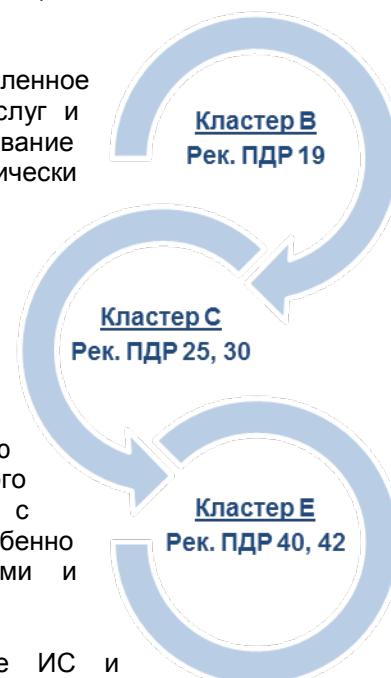 ленное
слуг и
вание
ически
Кластер B
Рек. ПДР 19
Кластер C
Рек. ПДР 25, 30
ю
ого
с
бенно
ми и
Кластер E
Рек. ПДР 40, 42
е ИС и